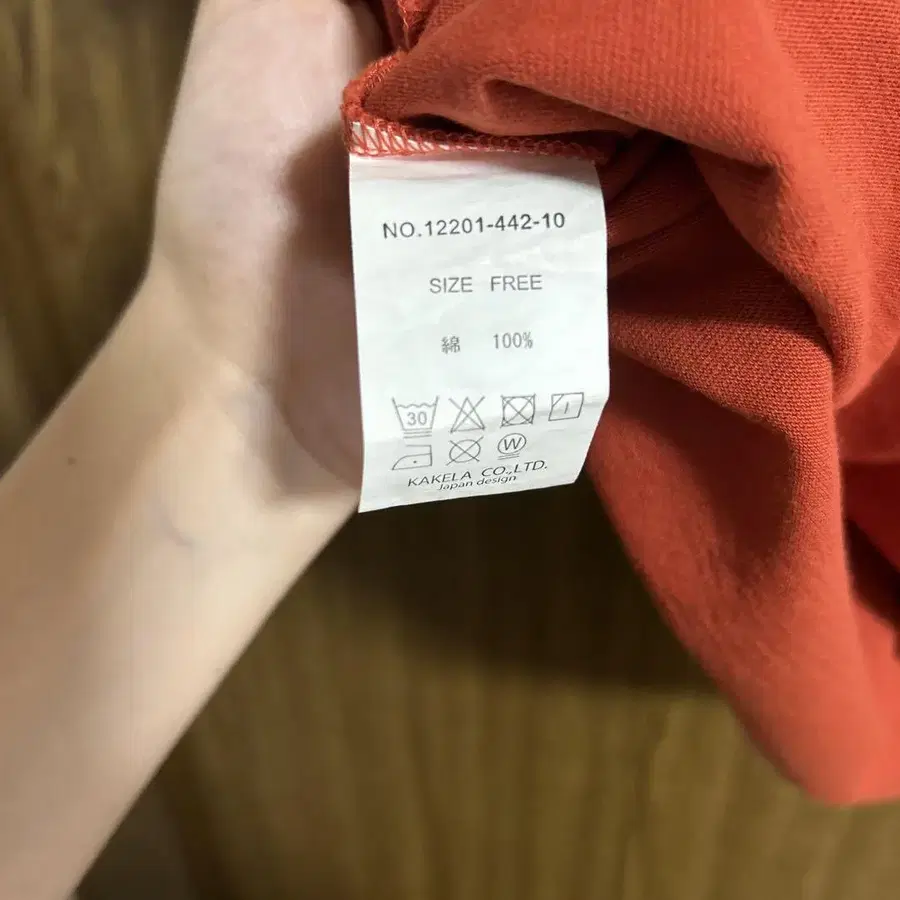 NO.12201-442-10
SIZE FREE
綿 100%
30
W
KAKELA CO.,LTD.
Japan design